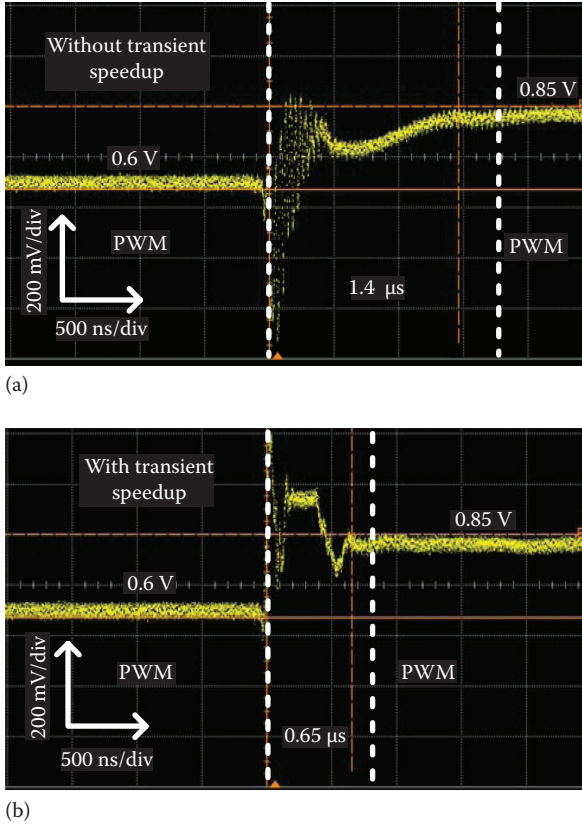 Without transient
speedup
0.85 V
0.6 V
PWM
PWM
200 mV/div
1.4 µs
500 ns/div
(a)
With transient
speedup
0.85 V
0.6 V
PWM
PWM
200 mV/div
0.65 µs
500 ns/div
(b)